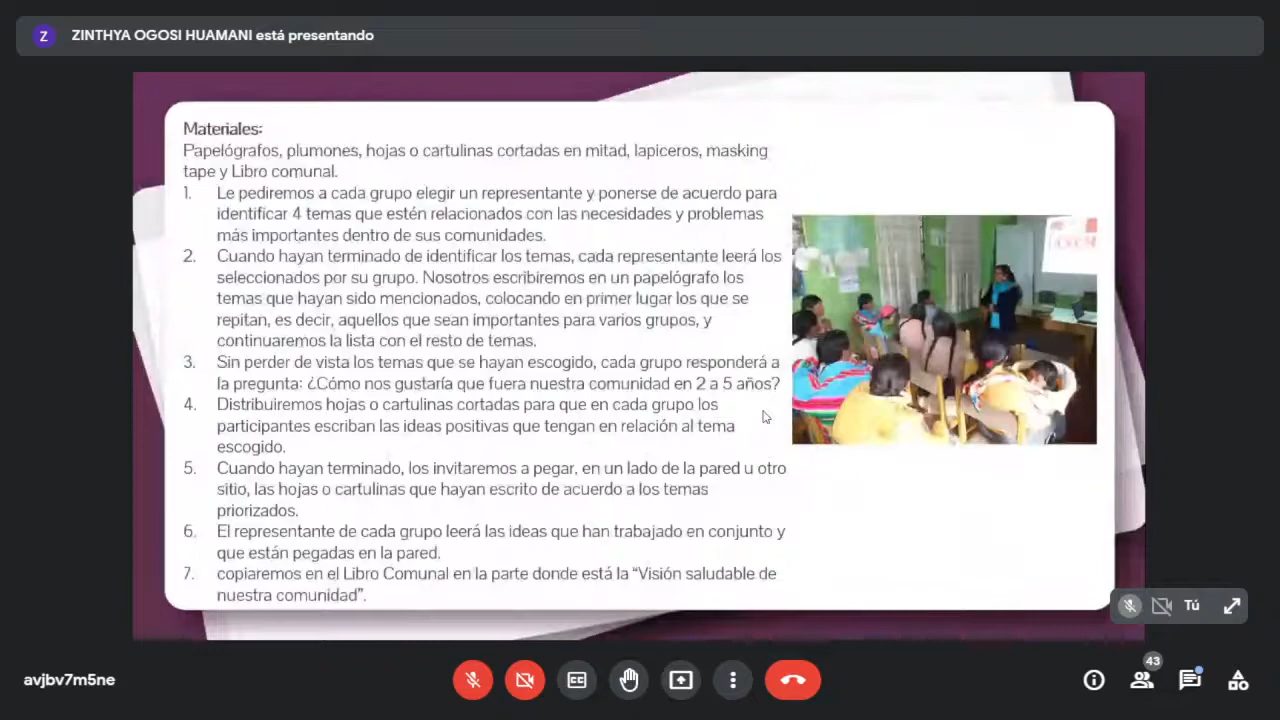 Z ZINTHYA OGOSI HUAMANI está presentando
Materiales:
Papelógrafos, plumones, hojas o cartulinas cortadas en mitad, lapiceros, masking
tape y Libro comunal.
1. Le pediremos a cada grupo elegir un representante y ponerse de acuerdo para
identificar 4 temas que estén relacionados con las necesidades y problemas
más importantes dentro de sus comunidades.
2. Cuando hayan terminado de identificar los temas, cada representante leerá los
seleccionados por su grupo. Nosotros escribiremos en un papelógrafo los
temas que hayan sido mencionados, colocando en primer lugar los que se
repitan, es decir, aquellos que sean importantes para varios grupos, y
continuaremos la lista con el resto de temas.
3. Sin perder de vista los temas que se hayan escogido, cada grupo responderá a
la pregunta: ¿Cómo nos gustaría que fuera nuestra comunidad en 2 a 5 años?
4. Distribuiremos hojas o cartulinas cortadas para que en cada grupo los
participantes escriban las ideas positivas que tengan en relación al tema
escogido.
5. Cuando hayan terminado, los invitaremos a pegar, en un lado de la pared u otro
sitio, las hojas o cartulinas que hayan escrito de acuerdo a los temas
priorizados.
6. El representante de cada grupo leerá las ideas que han trabajado en conjunto y
que están pegadas en la pared.
7. copiaremos en el Libro Comunal en la parte donde está la “Visión saludable de
nuestra comunidad”.
Tú
43
avjbv7m5ne